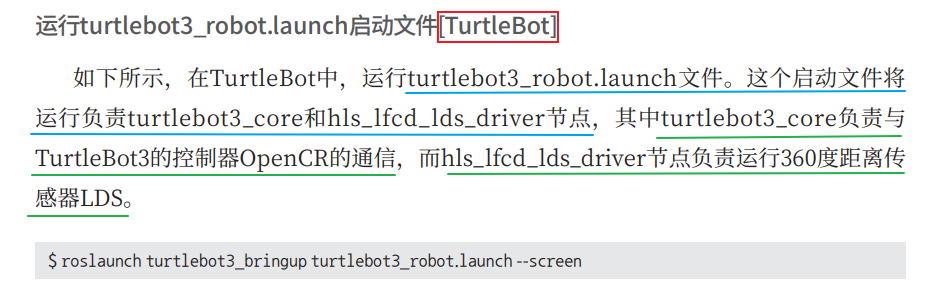 运行turtlebot3_robot.launch启动文件[TurtleBot]
如下所示，在TurtleBot中，运行turtlebot3_robot.launch文件。这个启动文件将
运行负责turtlebot3_core和hls_lfcd_lds_driver节点，其中turtlebot3_core负责与
TurtleBot3的控制器OpenCR的通信，而hls_lfcd_lds_driver节点负责运行360度距离传
感器LDS。
$ roslaunch turtlebot3_bringup turtlebot3_robot.launch --screen